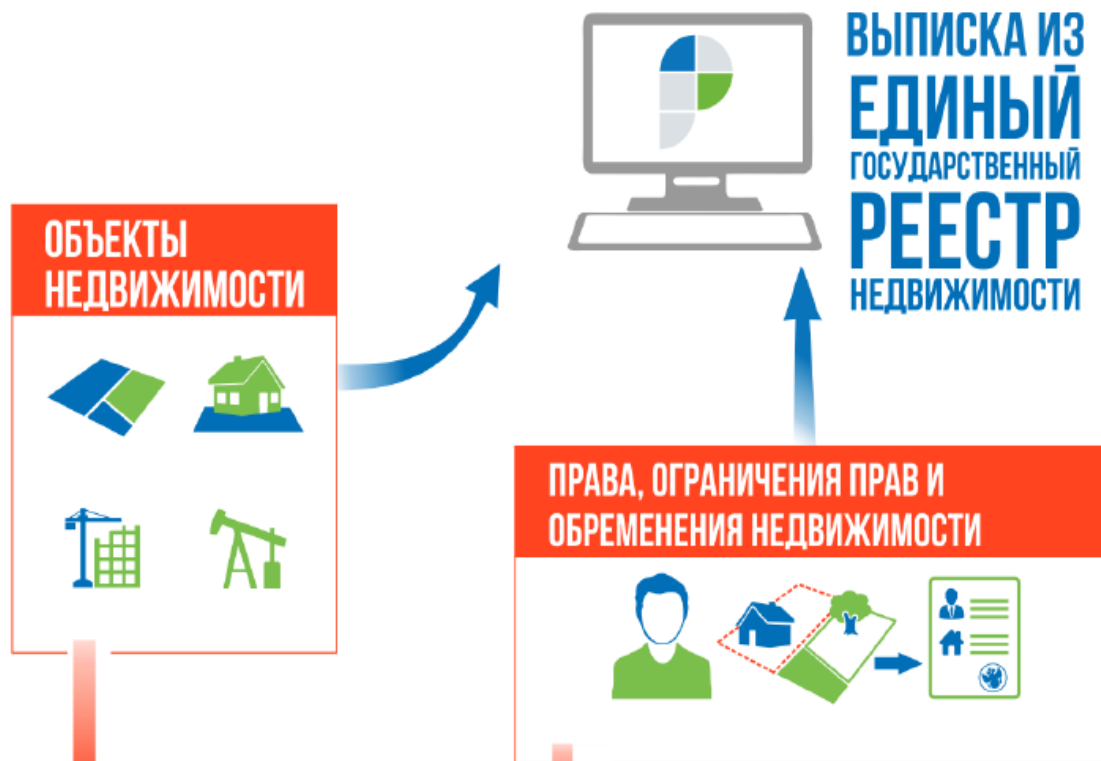 ВЫПИСКА ИЗ
ЕДИНЫЙ
ГОСУДАРСТВЕННЫЙ
РЕЕСТР
НЕДВИЖИМОСТИ
ОБЪЕКТЫ
НЕДВИЖИМОСТИ
ПРАВА, ОГРАНИЧЕНИЯ ПРАВ И
ОБРЕМЕНЕНИЯ НЕДВИЖИМОСТИ